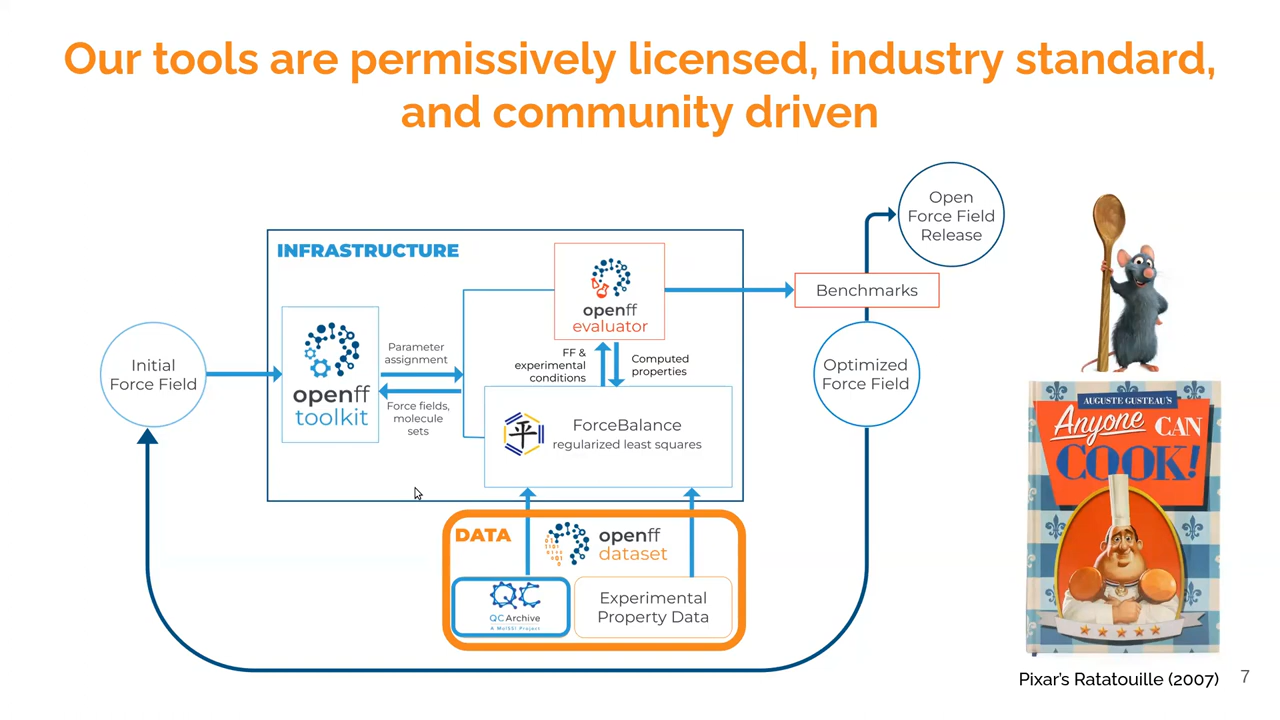 Our tools are permissively licensed, industry standard,
and community driven
INFRASTRUCTURE
Initial
Force Field
openff
toolkit
Parameter
assignment
Force fields,
molecule
sets
openff
evaluator
FF &
experimental
conditions
Computed
properties
平
ForceBalance
regularized least squares
DATA
openff
dataset
QC
QCArchive
A MolSSI Project
Experimental
Property Data
Benchmarks
Open
Force Field
Release
Optimized
Force Field
AUGUSTE GUSTEAU'S
Anyone CAN
COOK!
Pixar's Ratatouille (2007)
7